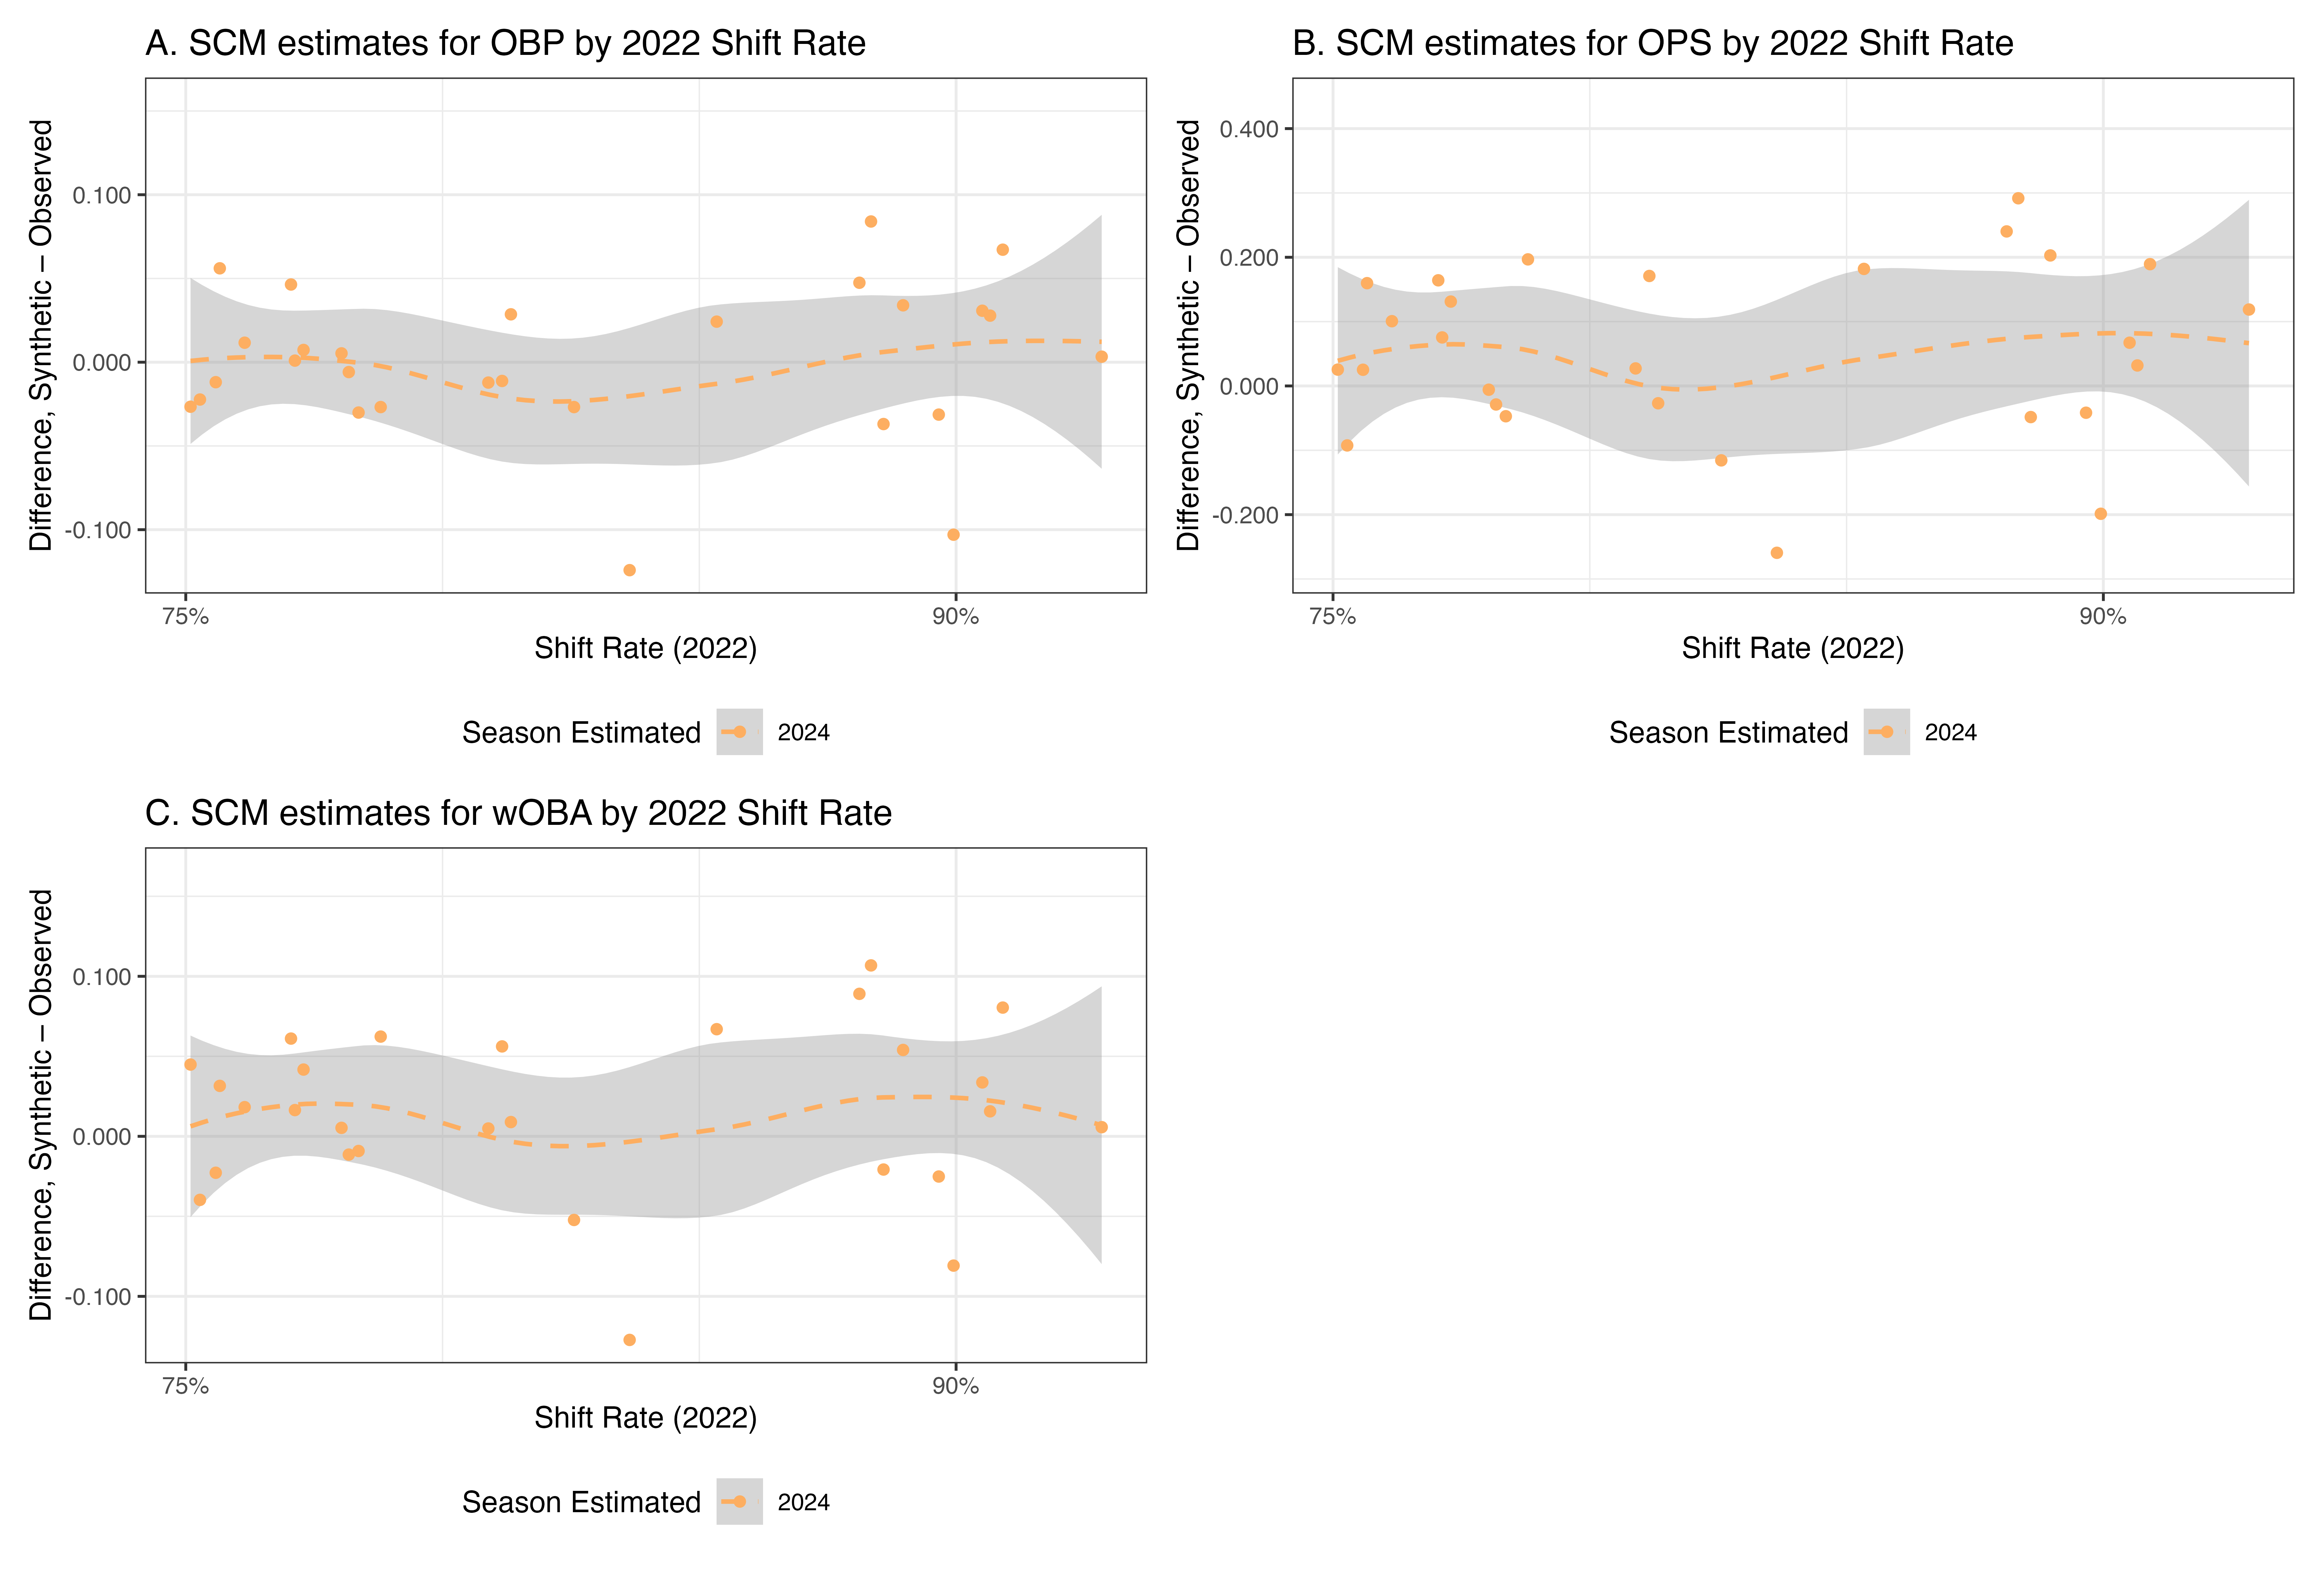 A. SCM estimates for OBP by 2022 Shift Rate
Difference, Synthetic – Observed
0.100
0.000
-0.100
75%
90%
Shift Rate (2022)
Season Estimated
2024
B. SCM estimates for OPS by 2022 Shift Rate
Difference, Synthetic – Observed
0.400
0.200
0.000
-0.200
75%
90%
Shift Rate (2022)
Season Estimated
2024
C. SCM estimates for wOBA by 2022 Shift Rate
Difference, Synthetic – Observed
0.100
0.000
-0.100
75%
90%
Shift Rate (2022)
Season Estimated
2024